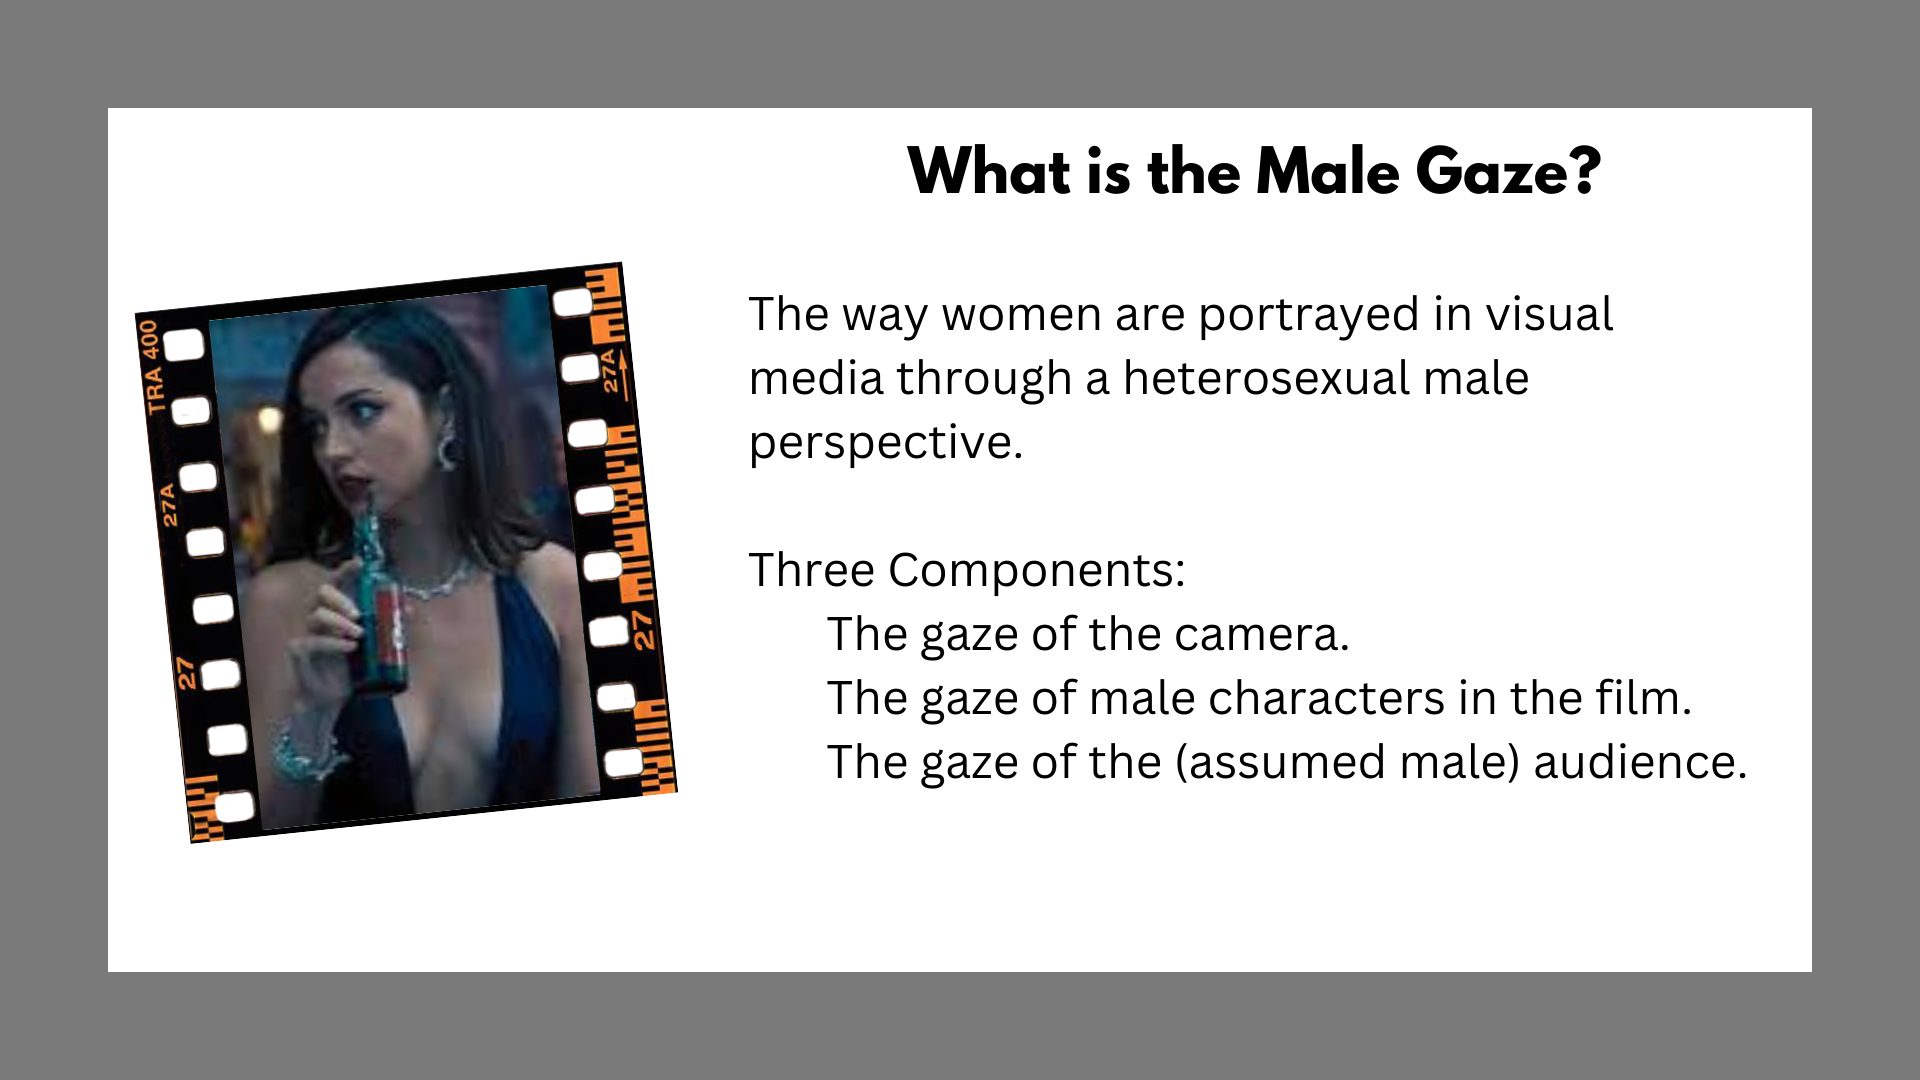 What is the Male Gaze?
The way women are portrayed in visual
media through a heterosexual male
perspective.
Three Components:
The gaze of the camera.
The gaze of male characters in the film.
The gaze of the (assumed male) audience.
TRA 400
27A
27
27A
27